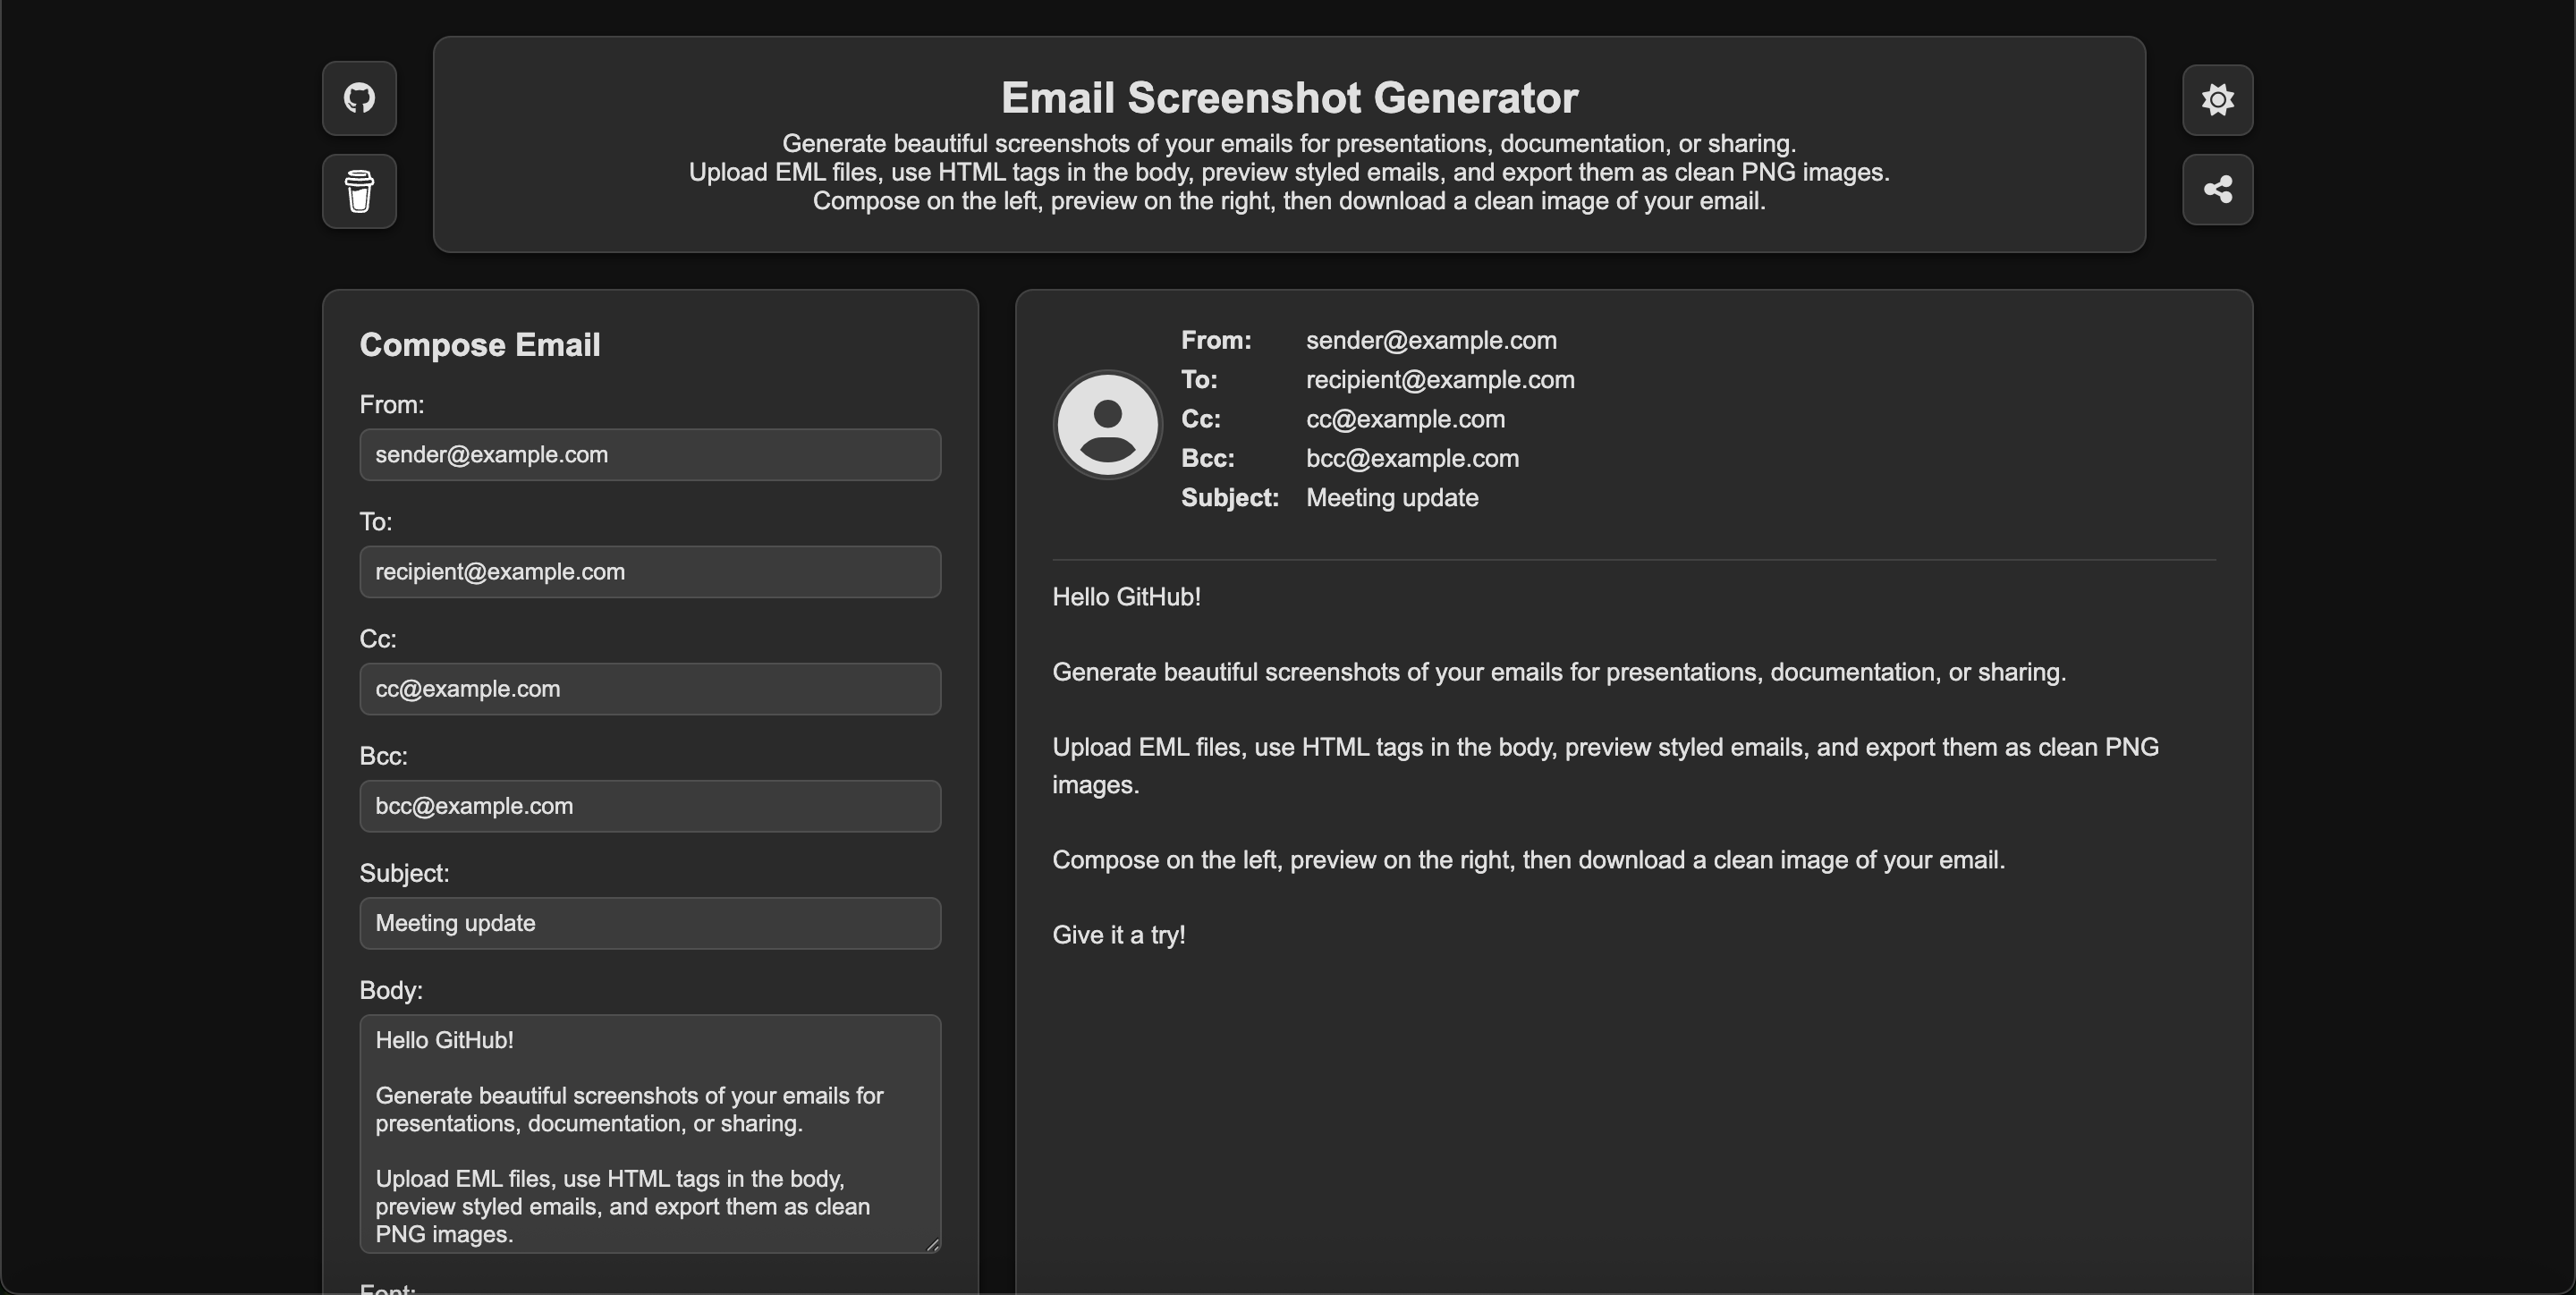 Email Screenshot Generator
Generate beautiful screenshots of your emails for presentations, documentation, or sharing.
Upload EML files, use HTML tags in the body, preview styled emails, and export them as clean PNG images.
Compose on the left, preview on the right, then download a clean image of your email.
Compose Email
From:
sender@example.com
To:
recipient@example.com
Cc:
cc@example.com
Bcc:
bcc@example.com
Subject:
Meeting update
Body:
Hello GitHub!
Generate beautiful screenshots of your emails for
presentations, documentation, or sharing.
Upload EML files, use HTML tags in the body,
preview styled emails, and export them as clean
PNG images.
Font:
From: sender@example.com
To: recipient@example.com
Cc: cc@example.com
Bcc: bcc@example.com
Subject: Meeting update
Hello GitHub!
Generate beautiful screenshots of your emails for presentations, documentation, or sharing.
Upload EML files, use HTML tags in the body, preview styled emails, and export them as clean PNG
images.
Compose on the left, preview on the right, then download a clean image of your email.
Give it a try!